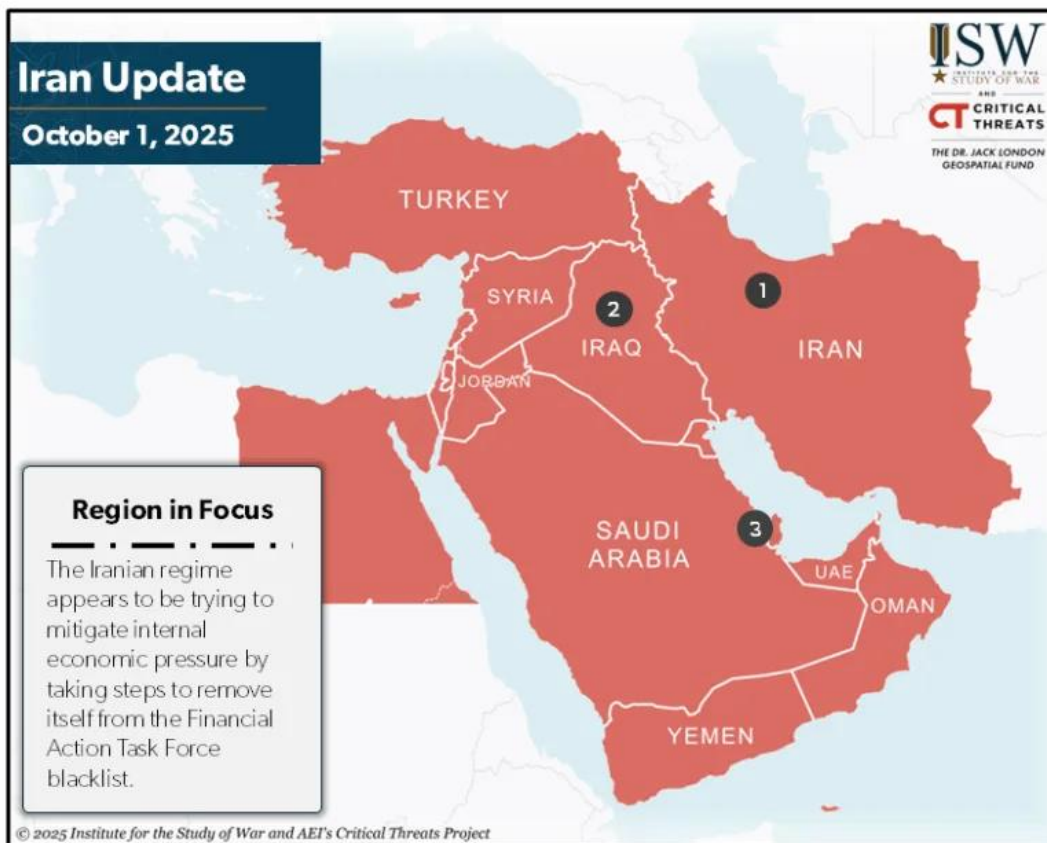 Iran Update
October 1, 2025
ISW
INSTITUTE FOR THE
STUDY OF WAR
AND
CT CRITICAL
THREATS
THE DR. JACK LONDON
GEOSPATIAL FUND
TURKEY
SYRIA
2
IRAQ
1
IRAN
JORDAN
3
SAUDI
ARABIA
UAE
OMAN
YEMEN
Region in Focus
The Iranian regime
appears to be trying to
mitigate internal
economic pressure by
taking steps to remove
itself from the Financial
Action Task Force
blacklist.
© 2025 Institute for the Study of War and AEI's Critical Threats Project